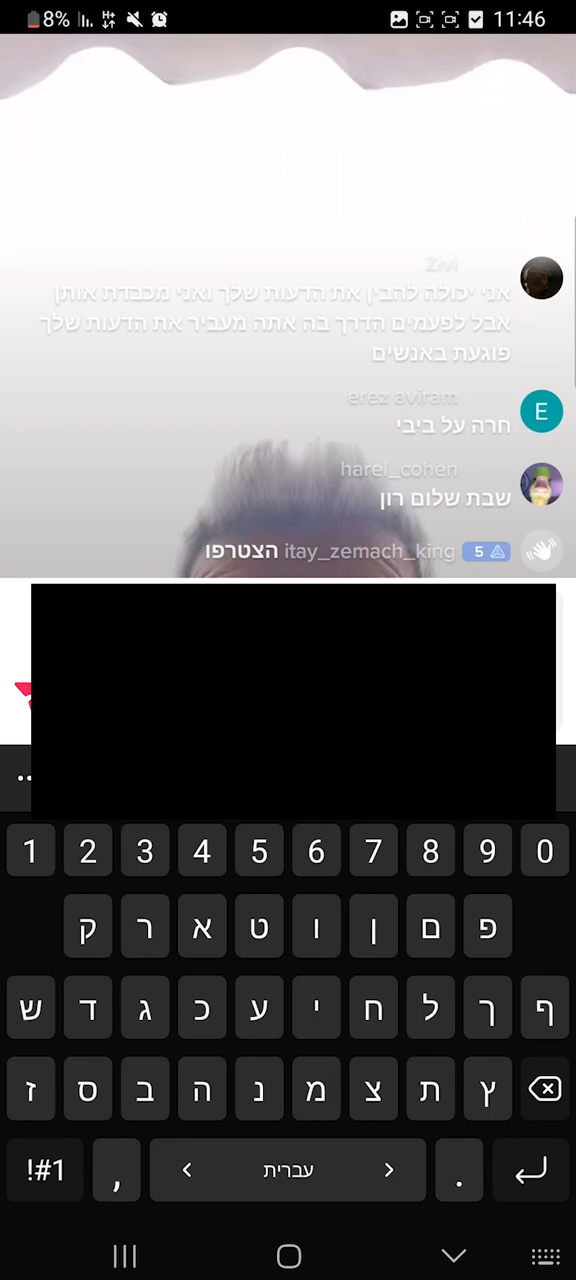 8% 11:46
Zivi
אני יכולה להבין את הדעות שלך ואני מכבדת אותן
אבל לפעמים הדרך בה אתה מעביר את הדעות שלך
פוגעת באנשים
erez aviram
חרה על ביבי
E
harel_cohen
שבת שלום רון
5 itay_zemach_king הצטרפו
1 2 3 4 5 6 7 8 9 0
ק ר א ט ו ן ם פ
ש ד ג כ ע י ח ל ך ף
ז ס ב ה נ מ צ ת ץ
!#1 , < עברית > .